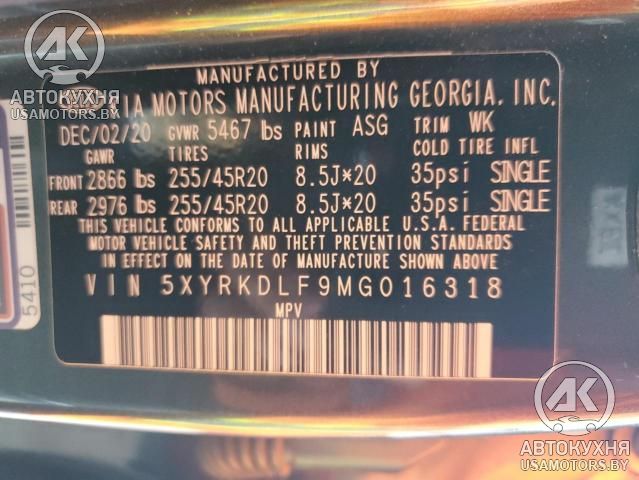 MANUFACTURED BY
KIA MOTORS MANUFACTURING GEORGIA, INC.
DEC/02/20 GVWR 5467 lbs PAINT ASG TRIM WK
GAWR TIRES RIMS COLD TIRE INFL
FRONT 2866 lbs 255/45R20 8.5J×20 35psi SINGLE
REAR 2976 lbs 255/45R20 8.5J×20 35psi SINGLE
THIS VEHICLE CONFORMS TO ALL APPLICABLE U.S.A. FEDERAL
MOTOR VEHICLE SAFETY AND THEFT PREVENTION STANDARDS
IN EFFECT ON THE DATE OF MANUFACTURE SHOWN ABOVE
VIN 5XYRKDLF9MG016318
MPV
5410
АК
АВТОКУХНЯ
USAMOTORS.BY
АК
АВТОКУХНЯ
USAMOTORS.BY